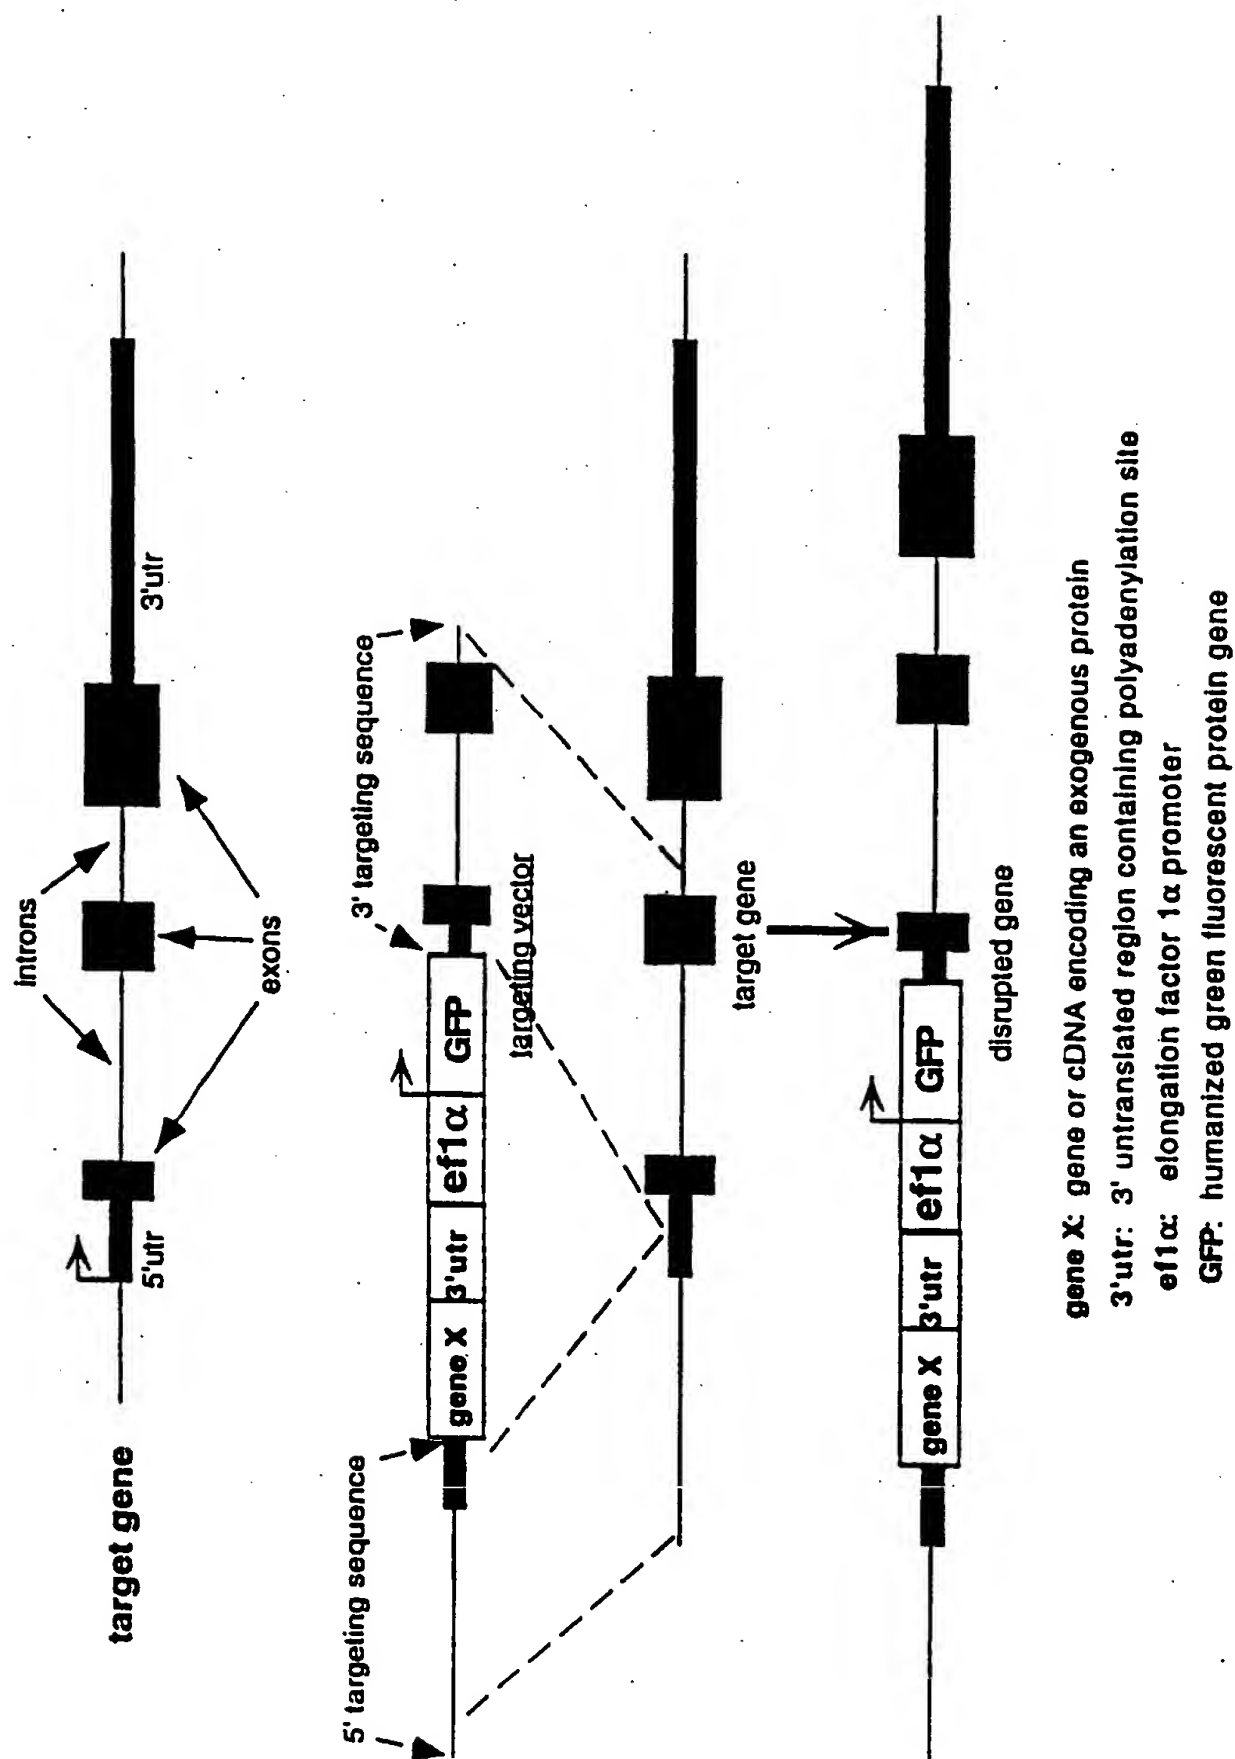 target gene
introns
exons
5'utr
3'utr
5' targeting sequence
3' targeting sequence
gene X 3'utr ef1α GFP
targeting vector
target gene
disrupted gene
gene X 3'utr ef1α GFP
gene X: gene or cDNA encoding an exogenous protein
3'utr: 3' untranslated region containing polyadenylation site
ef1α: elongation factor 1α promoter
GFP: humanized green fluorescent protein gene